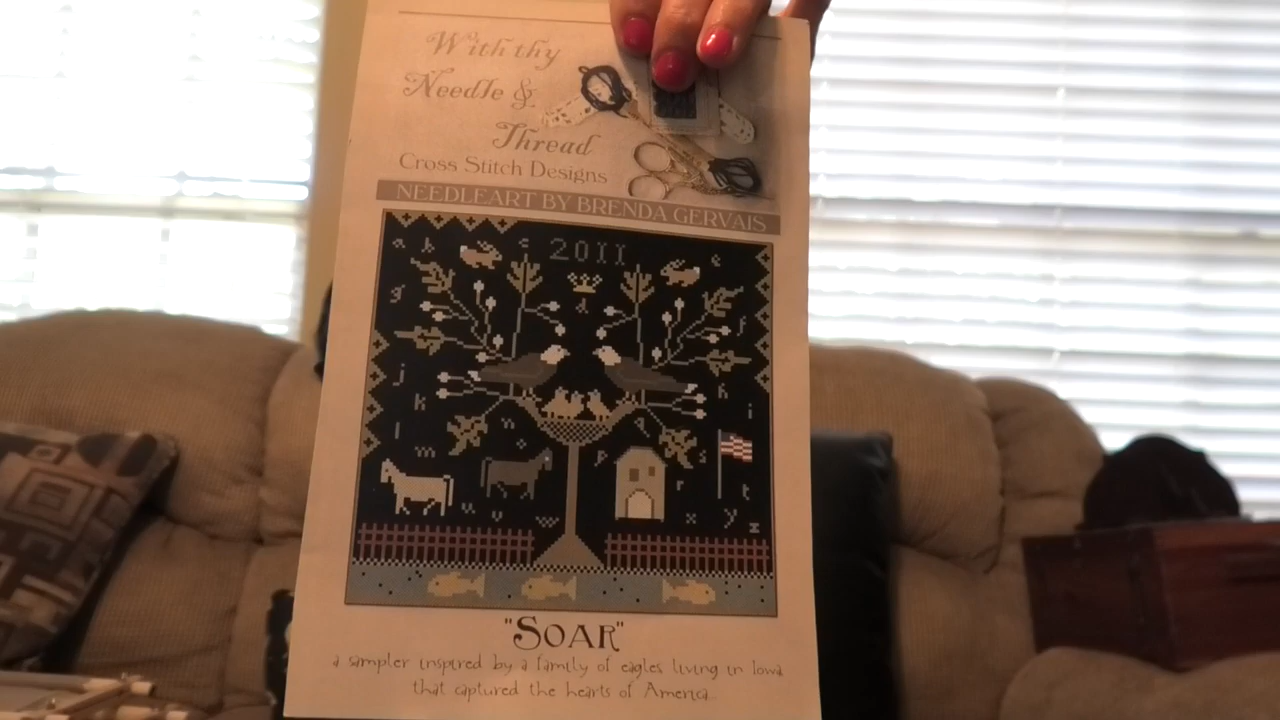 With thy
Needle &
Thread
Cross Stitch Designs
NEEDLEART BY BRENDA GERVAIS
a b c 2011 e
d
g f
j h
k i
l n q
m o p s
r t
u v w x y z
"SOAR"
a sampler inspired by a family of eagles living in Iowa
that captured the hearts of America